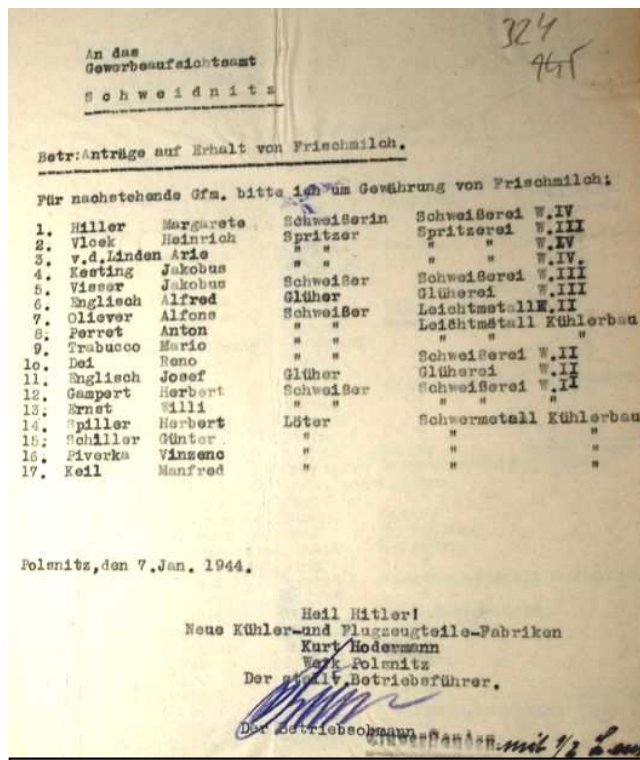 324
An das
Gewerbeaufsichtsamt
Schweidnitz
Betr:Anträge auf Erhalt von Frischmilch.
Für nachstehende Gfm. bitte ich um Gewährung von Frischmilch:
1. Hiller Margarete Schweißerin Schweißerei W.IV
2. Vlcek Heinrich Spritzer Spritzerei W.III
3. v.d.Linden Arie " " " " W.IV
4. Kesting Jakobus " " " " W.IV.
5. Visser Jakobus Schweißer Schweißerei W.III
6. Englisch Alfred Glüher Glüherei W.III
7. Oliever Alfons Schweißer Leichtmetall W.II
8. Perret Anton " " Leichtmetall Kühlerbau
9. Trabucco Mario " " " " "
10. Dei Reno " " Schweißerei W.II
11. Englisch Josef Glüher Glüherei W.II
12. Gampert Herbert Schweißer Schweißerei W.II
13. Ernst Willi " " " "
14. Spiller Herbert Löter Schwermetall Kühlerbau
15. Schiller Günter " " "
16. Piverka Vinzenc " " "
17. Keil Manfred " " "
Polsnitz,den 7.Jan. 1944.
Heil Hitler!
Neue Kühler-und Flugzeugteile-Fabriken
Kurt Hodermann
Werk Polsnitz
Der stellv.Betriebsführer.
Der Betriebsobmann
Einverstanden mit 1/2